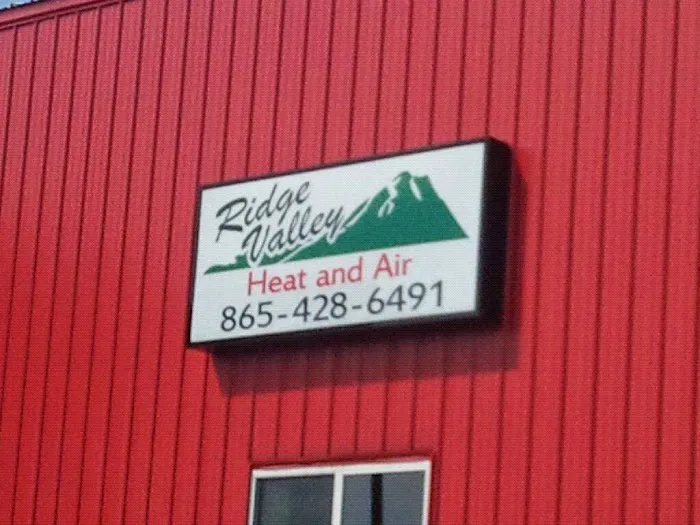 Ridge
Valley
Heat and Air
865-428-6491